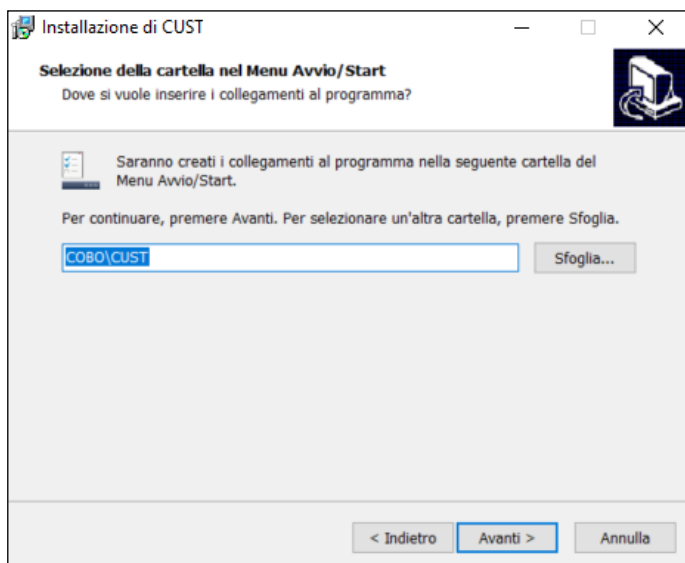 Installazione di CUST
Selezione della cartella nel Menu Avvio/Start
Dove si vuole inserire i collegamenti al programma?
Saranno creati i collegamenti al programma nella seguente cartella del
Menu Avvio/Start.
Per continuare, premere Avanti. Per selezionare un'altra cartella, premere Sfoglia.
COBO\CUST
Sfoglia...
< Indietro
Avanti >
Annulla